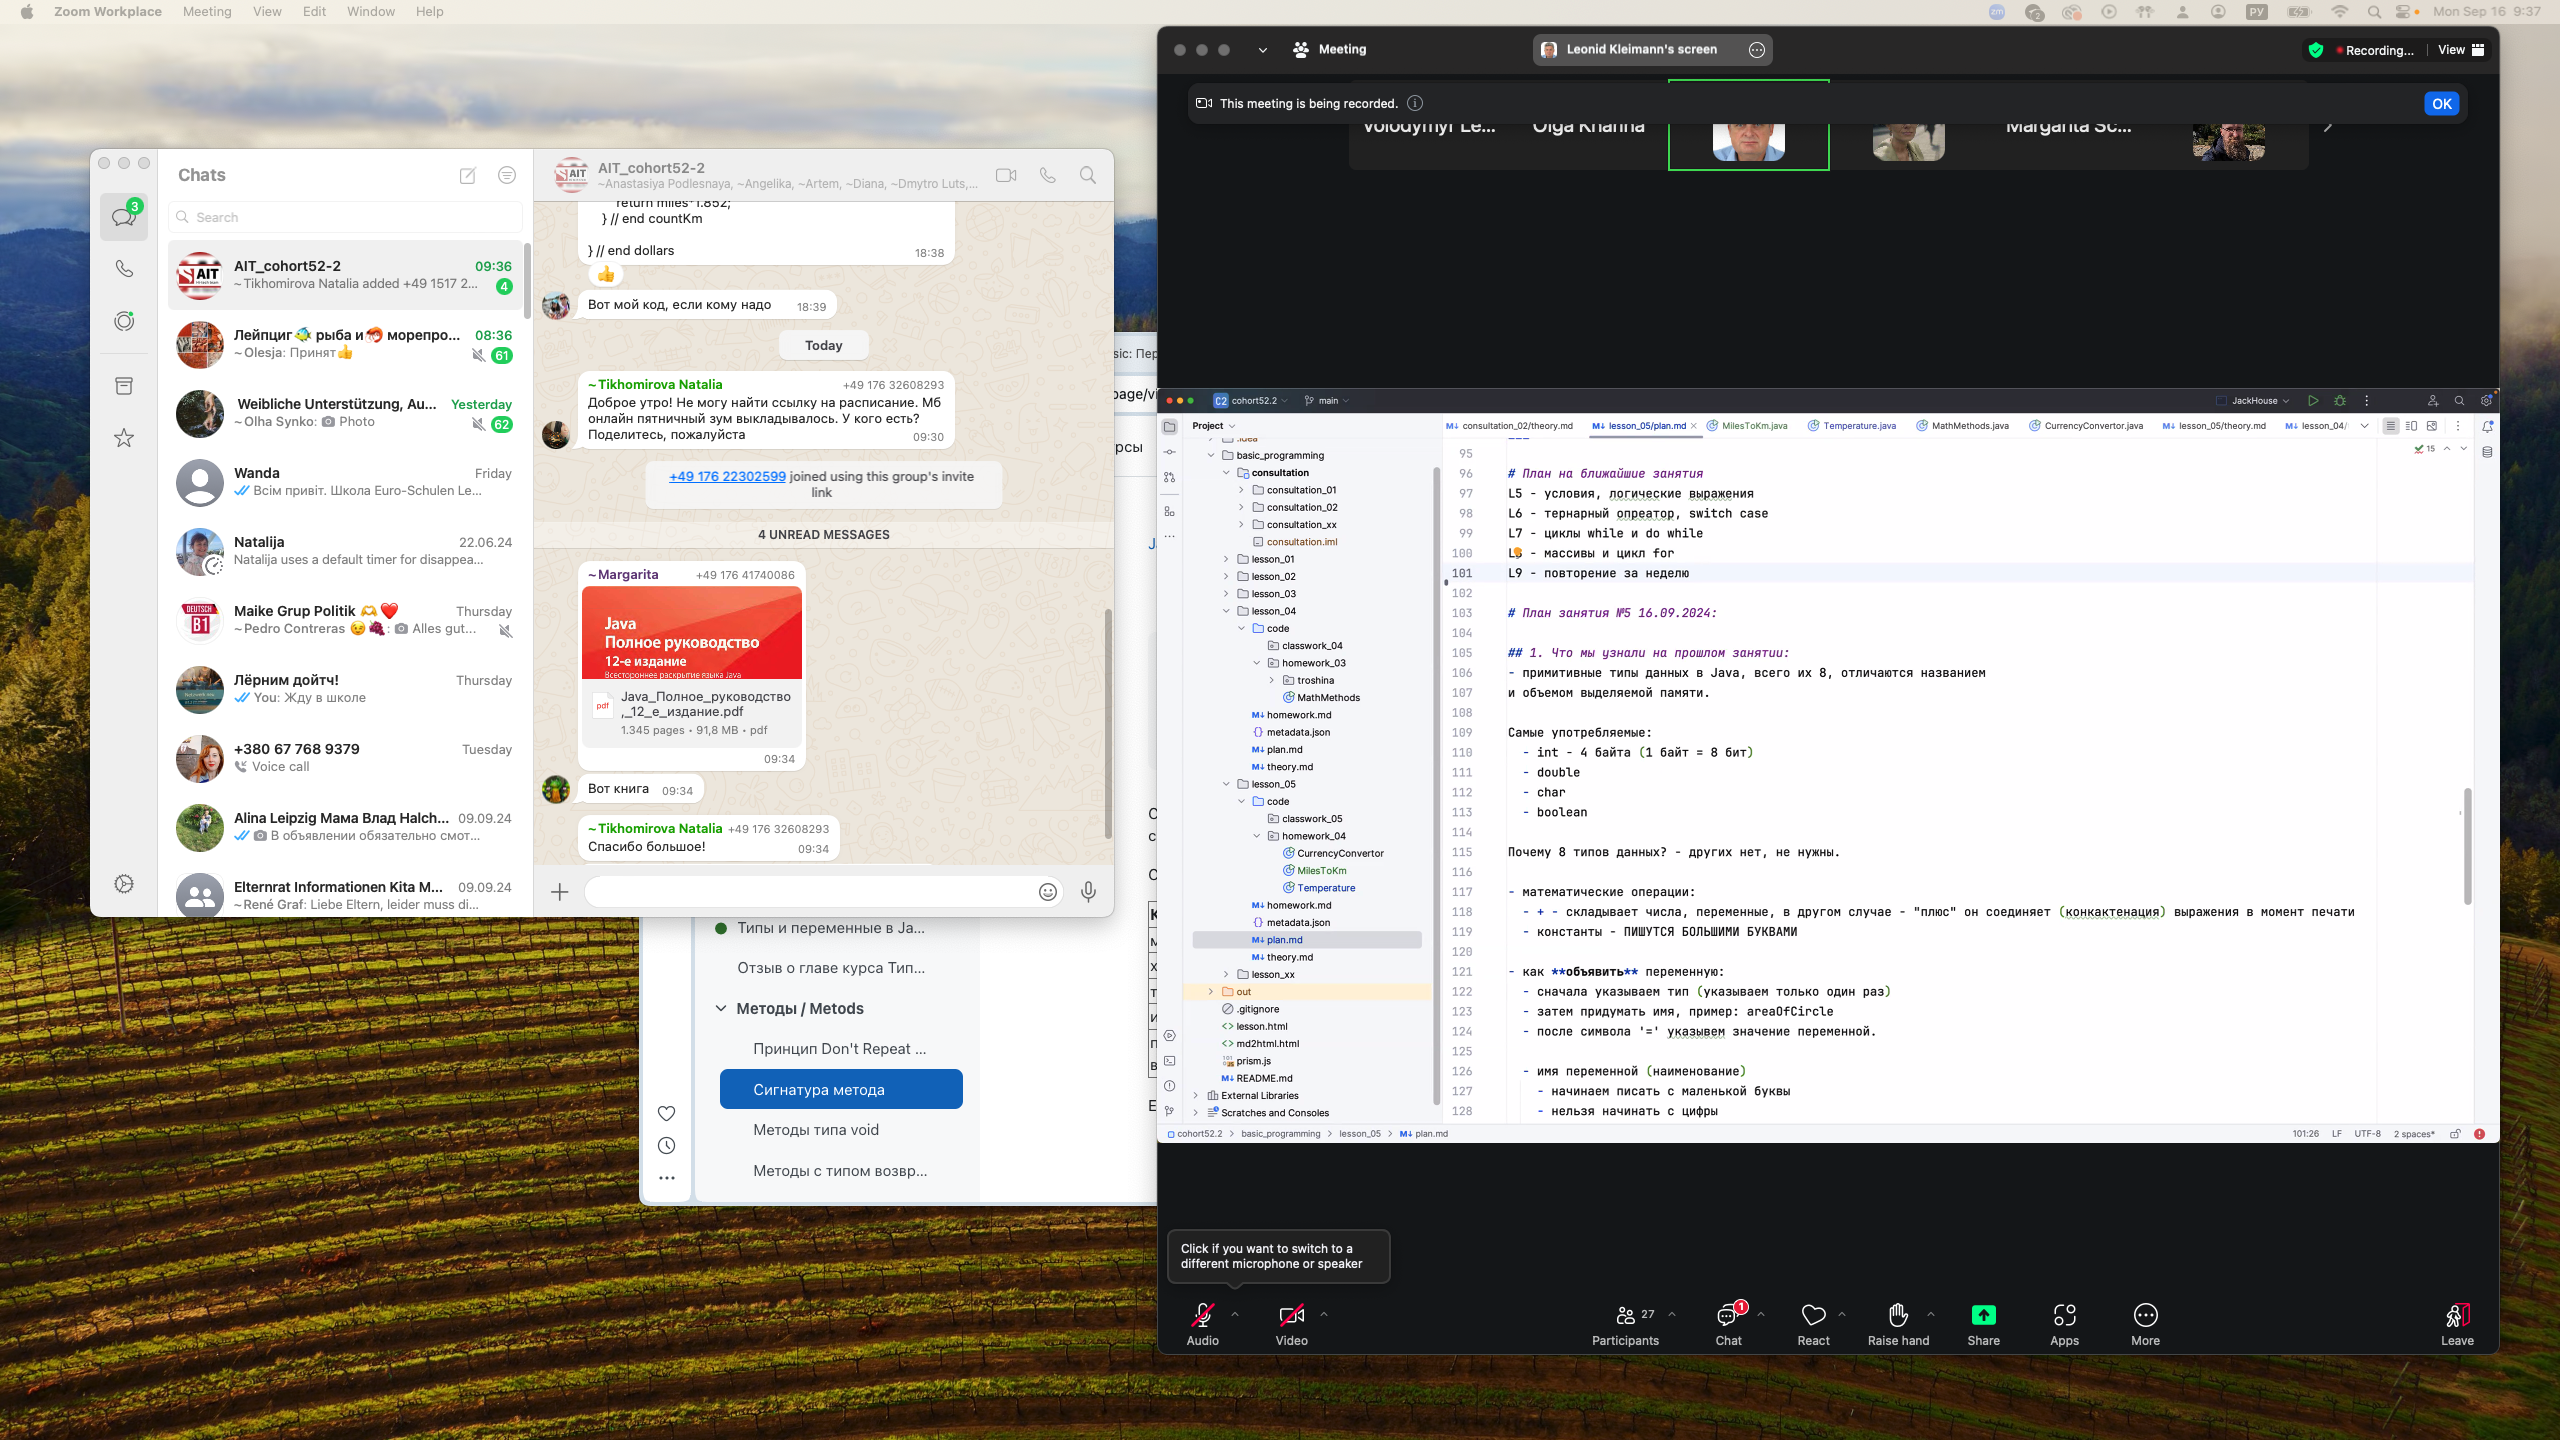 Zoom Workplace Meeting View Edit Window Help
РУ Mon Sep 16 9:37
Chats
3
Search
AIT_cohort52-2 09:36
~Tikhomirova Natalia added +49 1517 2... 4
Лейпциг🐠 рыба и🦐 морепро... 08:36
~Olesja: Принят👍 61
Weibliche Unterstützung, Au... Yesterday
~Olha Synko: Photo 62
Wanda Friday
Всім привіт. Школа Euro-Schulen Le...
Natalija 22.06.24
Natalija uses a default timer for disappea...
Maike Grup Politik 🫶❤️ Thursday
~Pedro Contreras 😉🍇: Alles gut...
Лёрним дойтч! Thursday
You: Жду в школе
+380 67 768 9379 Tuesday
Voice call
Alina Leipzig Мама Влад Halch... 09.09.24
В объявлении обязательно смот...
Elternrat Informationen Kita M... 09.09.24
~René Graf: Liebe Eltern, leider muss di...
AIT_cohort52-2
~Anastasiya Podlesnaya, ~Angelika, ~Artem, ~Diana, ~Dmytro Luts,...
return miles*1.852;
} // end countKm
} // end dollars
18:38
👍
Вот мой код, если кому надо 18:39
Today
~Tikhomirova Natalia +49 176 32608293
Доброе утро! Не могу найти ссылку на расписание. Мб
онлайн пятничный зум выкладывалось. У кого есть?
Поделитесь, пожалуйста 09:30
+49 176 22302599 joined using this group's invite
link
4 UNREAD MESSAGES
~Margarita +49 176 41740086
Java
Полное руководство
12-е издание
Всестороннее раскрытие языка Java
pdf
Java_Полное_руководство
,_12_е_издание.pdf
1.345 pages • 91,8 MB • pdf
09:34
Вот книга 09:34
~Tikhomirova Natalia +49 176 32608293
Спасибо большое! 09:34
Типы и переменные в Ja...
Отзыв о главе курса Тип...
Методы / Metods
Принцип Don't Repeat ...
Сигнатура метода
Методы типа void
Методы с типом возвр...
Meeting
Leonid Kleimann's screen
Recording... View
This meeting is being recorded. OK
Volodymyr Le... Olga Khanina Margarita Sc...
C2 cohort52.2 main JackHouse
Project
consultation_02/theory.md lesson_05/plan.md MilesToKm.java Temperature.java MathMethods.java CurrencyConvertor.java lesson_05/theory.md lesson_04/
.idea
basic_programming
consultation
consultation_01
consultation_02
consultation_xx
consultation.iml
lesson_01
lesson_02
lesson_03
lesson_04
code
classwork_04
homework_03
troshina
MathMethods
homework.md
metadata.json
plan.md
theory.md
lesson_05
code
classwork_05
homework_04
CurrencyConvertor
MilesToKm
Temperature
homework.md
metadata.json
plan.md
theory.md
lesson_xx
out
.gitignore
lesson.html
md2html.html
prism.js
README.md
External Libraries
Scratches and Consoles
15
95
96 # План на ближайшие занятия
97 L5 - условия, логические выражения
98 L6 - тернарный опреатор, switch case
99 L7 - циклы while и do while
100 L8 - массивы и цикл for
101 L9 - повторение за неделю
102
103 # План занятия №5 16.09.2024:
104
105 ## 1. Что мы узнали на прошлом занятии:
106 - примитивные типы данных в Java, всего их 8, отличаются названием
107 и объемом выделяемой памяти.
108
109 Самые употребляемые:
110 - int - 4 байта (1 байт = 8 бит)
111 - double
112 - char
113 - boolean
114
115 Почему 8 типов данных? - других нет, не нужны.
116
117 - математические операции:
118 - + - складывает числа, переменные, в другом случае - "плюс" он соединяет (конкактенация) выражения в момент печати
119 - константы - ПИШУТСЯ БОЛЬШИМИ БУКВАМИ
120
121 - как **объявить** переменную:
122 - сначала указываем тип (указываем только один раз)
123 - затем придумать имя, пример: areaOfCircle
124 - после символа '=' указывем значение переменной.
125
126 - имя переменной (наименование)
127 - начинаем писать с маленькой буквы
128 - нельзя начинать с цифры
cohort52.2 > basic_programming > lesson_05 > plan.md
101:26 LF UTF-8 2 spaces*
Click if you want to switch to a
different microphone or speaker
Audio Video Participants 27 Chat 1 React Raise hand Share Apps More Leave